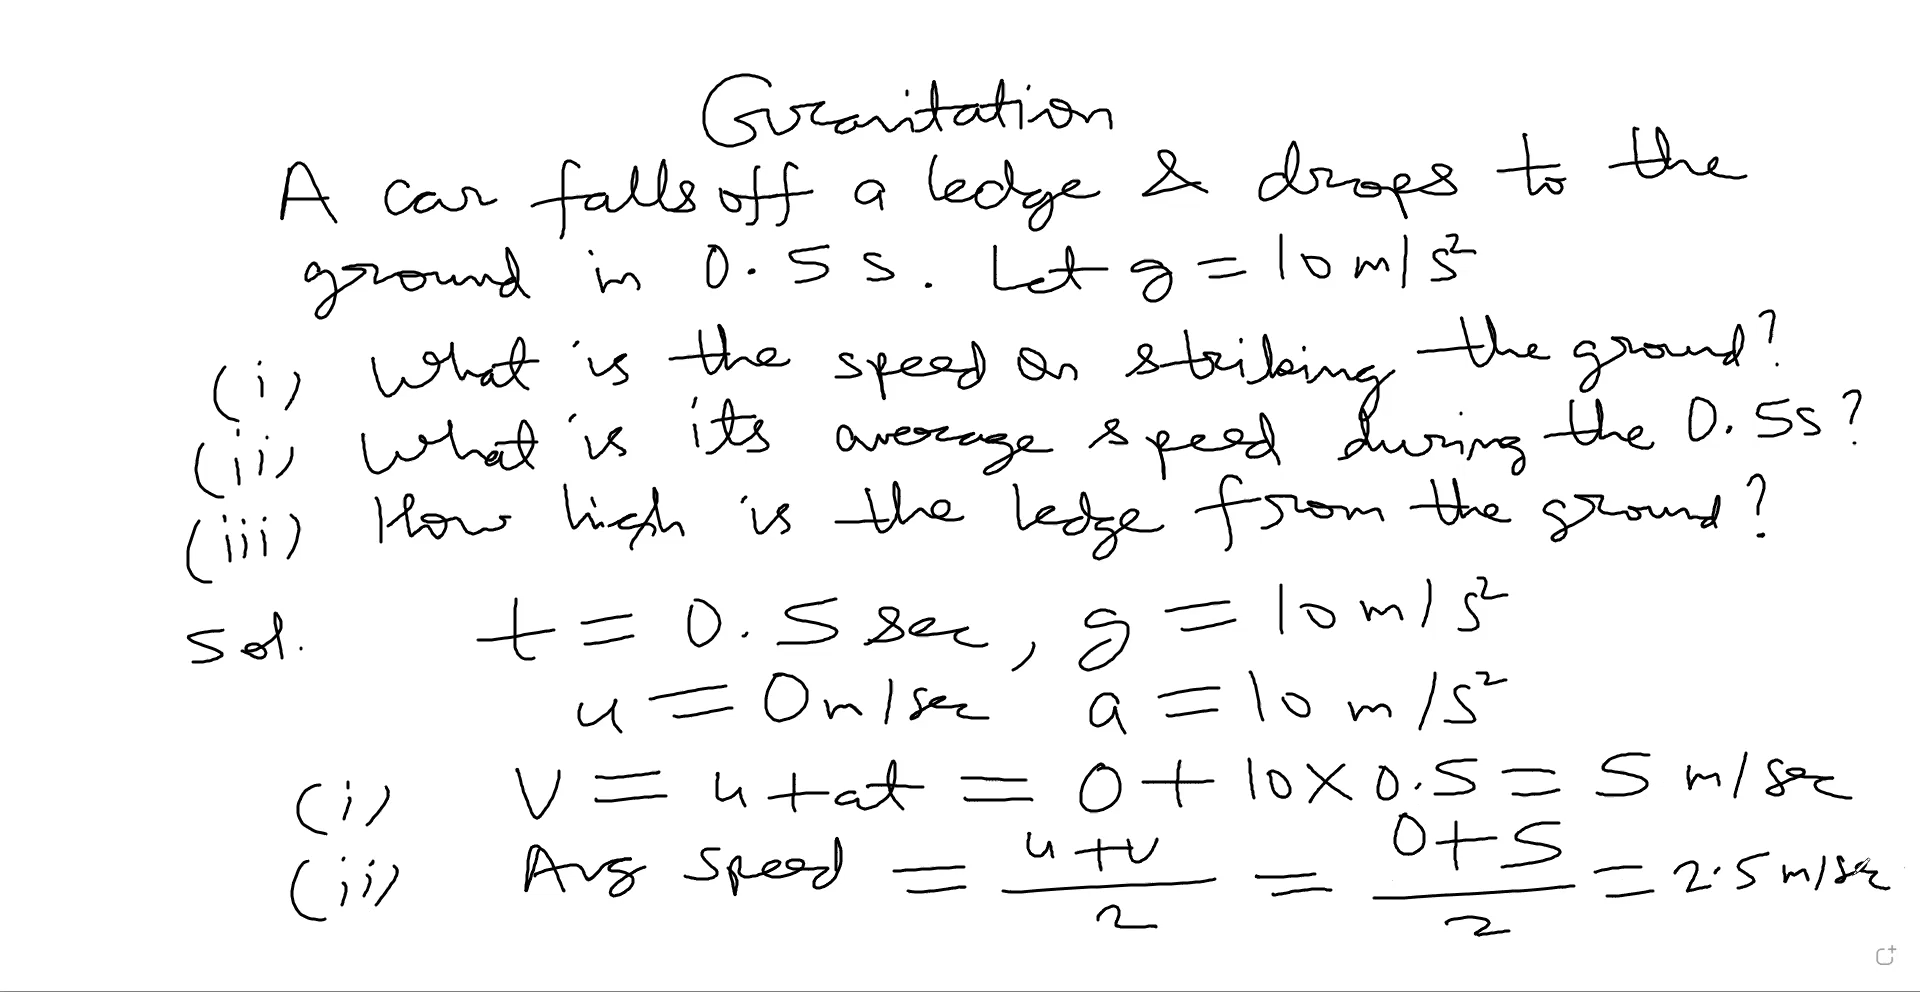 Gravitation
A car falls off a ledge & drops to the
ground in 0.5 s. Let g = 10 m/s²
(i) What is the speed on striking the ground?
(ii) What is its average speed during the 0.5s?
(iii) How high is the ledge from the ground?
Sol. t = 0.5 sec, g = 10 m/s²
u = 0 m/sec a = 10 m/s²
(i) v = u + at = 0 + 10 × 0.5 = 5 m/sec
(ii) Avg speed = (u+v)/2 = (0+5)/2 = 2.5 m/sec